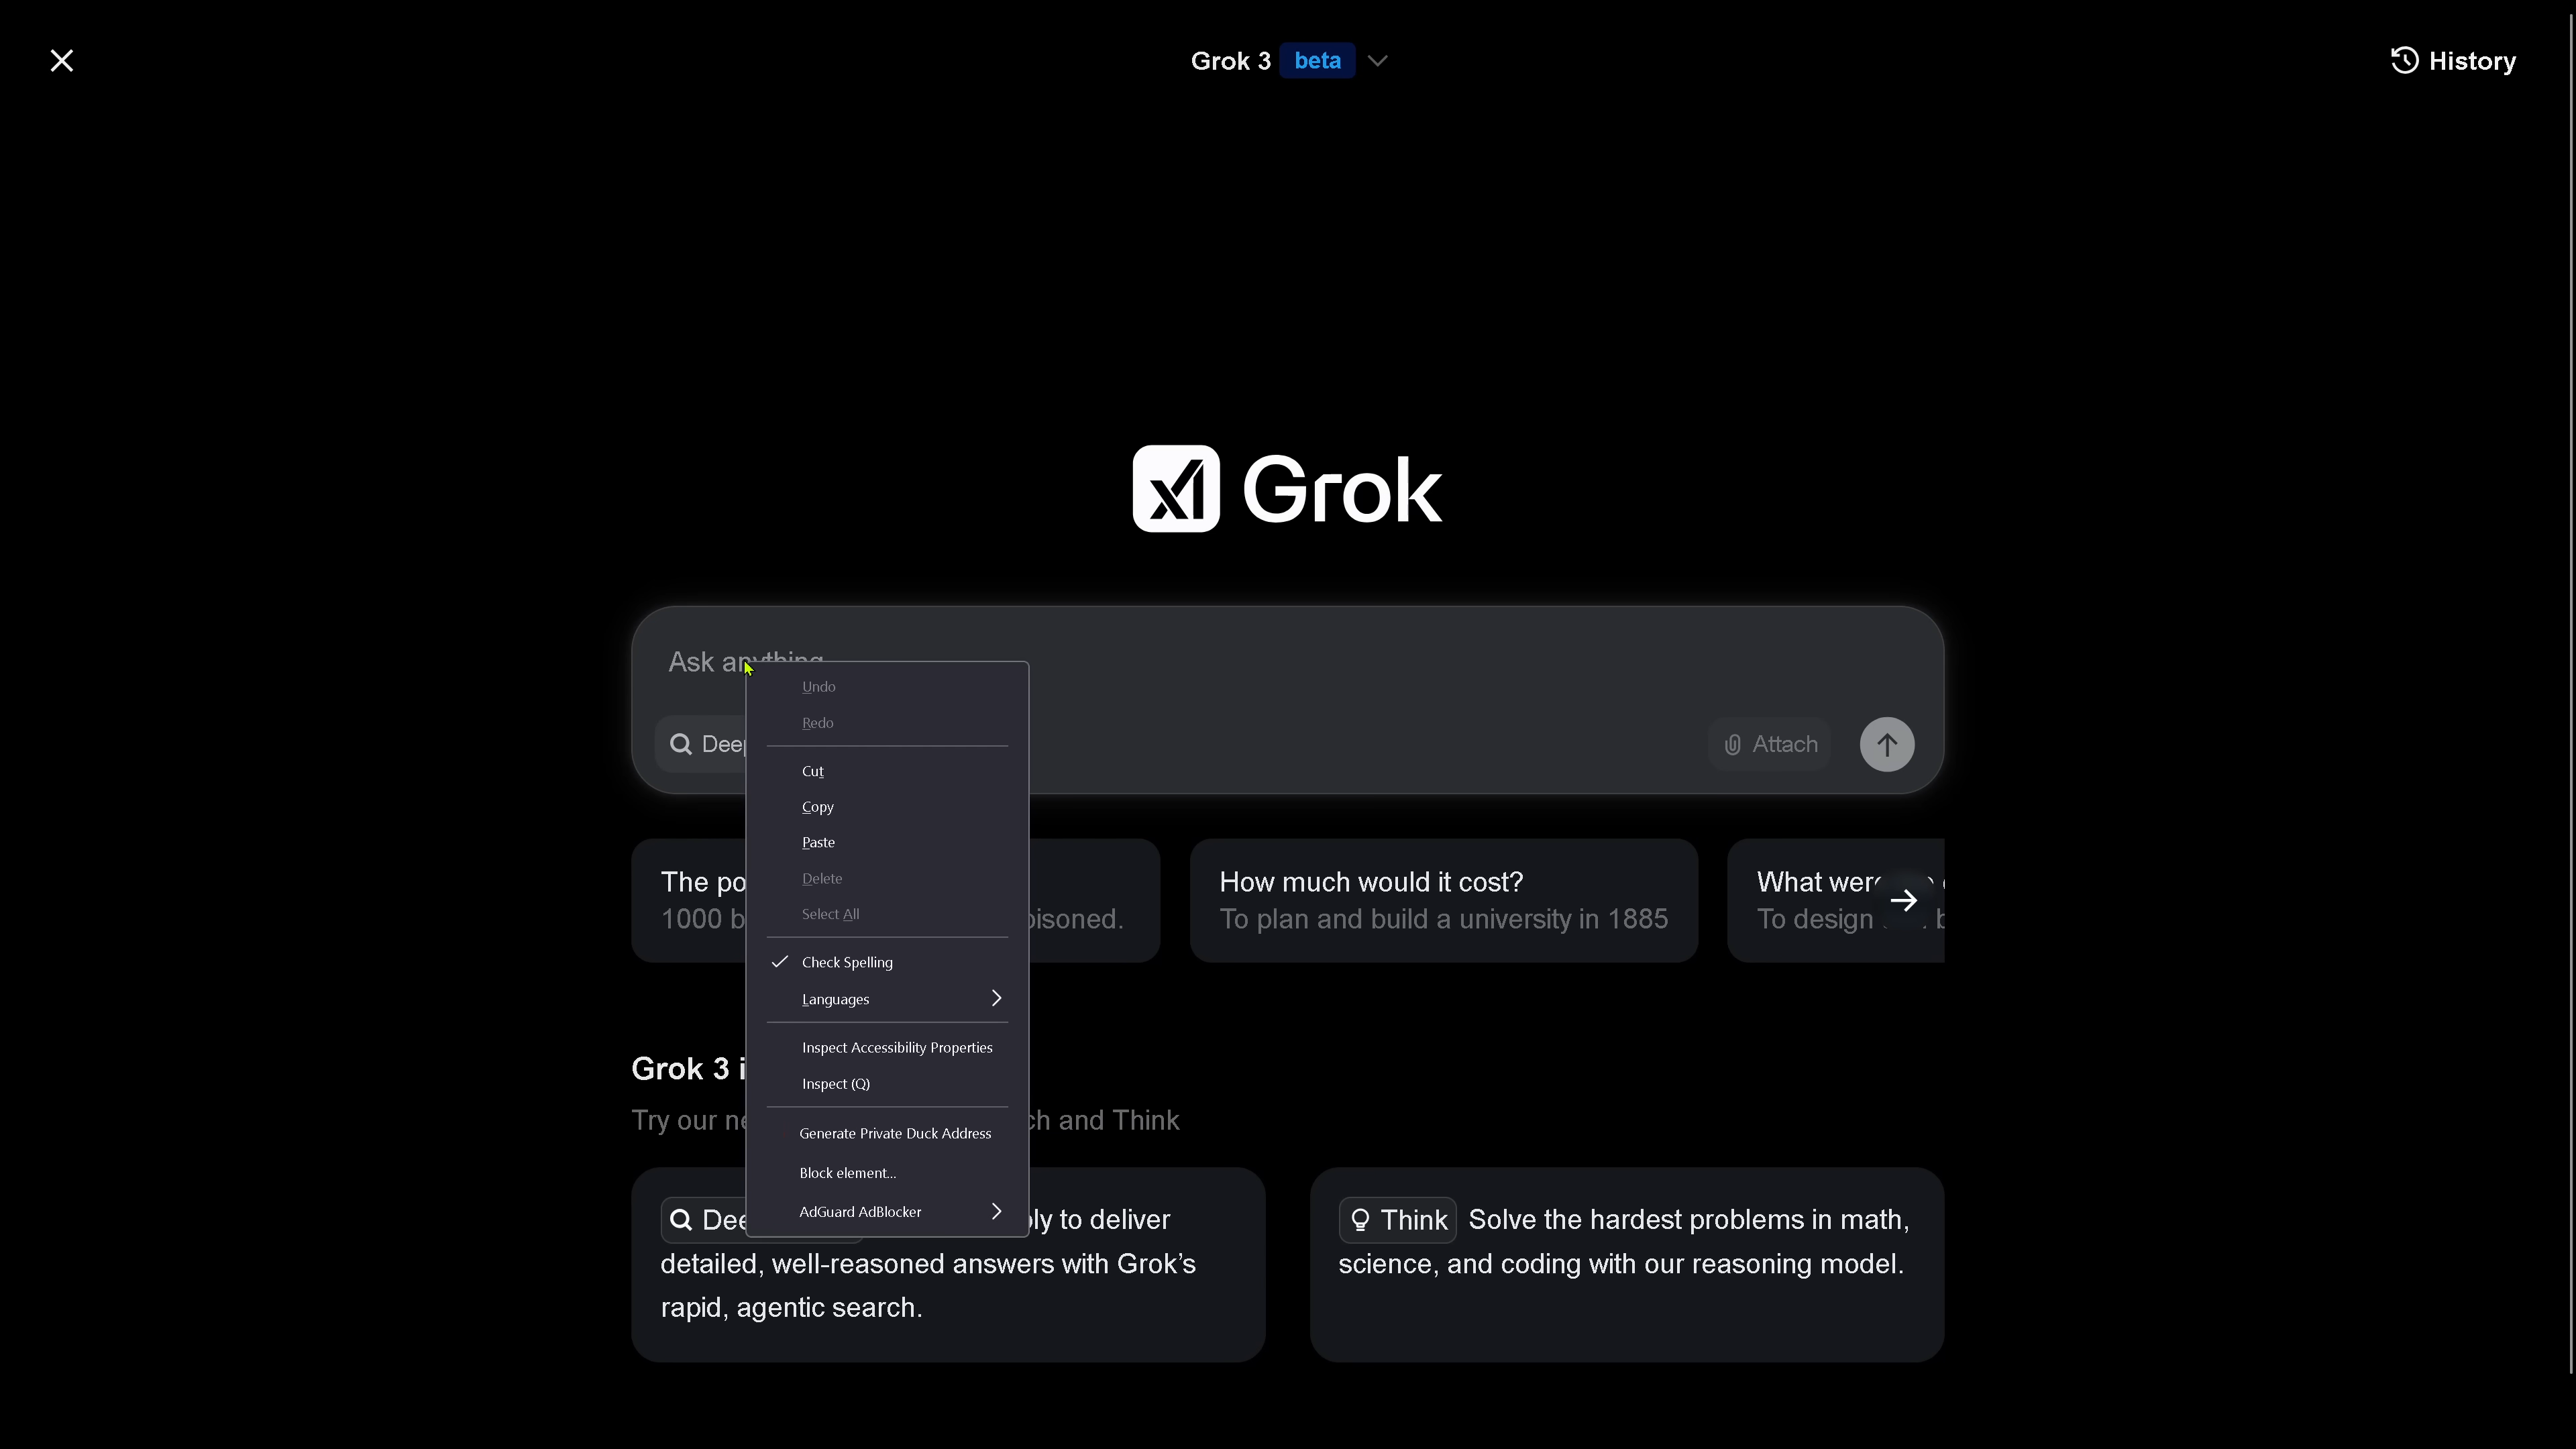 Grok 3 beta
History
Grok
Ask anything
Deep
Attach
Undo
Redo
Cut
Copy
Paste
Delete
Select All
Check Spelling
Languages
Inspect Accessibility Properties
Inspect (Q)
Generate Private Duck Address
Block element...
AdGuard AdBlocker
The po
1000 b
oisoned.
How much would it cost?
To plan and build a university in 1885
What were
To design
Grok 3 i
Try our ne
ch and Think
Dee
ly to deliver
detailed, well-reasoned answers with Grok’s
rapid, agentic search.
Think Solve the hardest problems in math,
science, and coding with our reasoning model.